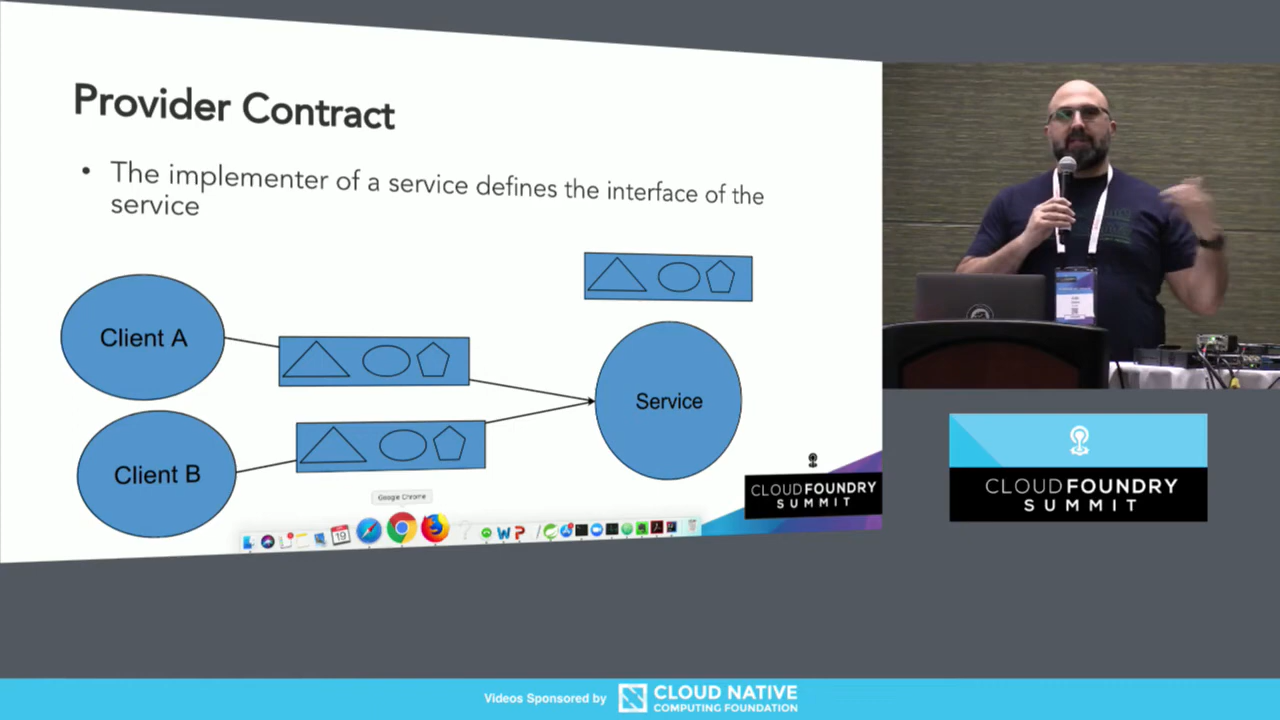 Provider Contract
• The implementer of a service defines the interface of the
service
Client A
Client B
Service
Google Chrome
19
CLOUD FOUNDRY
SUMMIT
CLOUD FOUNDRY
SUMMIT
Videos Sponsored by
CLOUD NATIVE
COMPUTING FOUNDATION